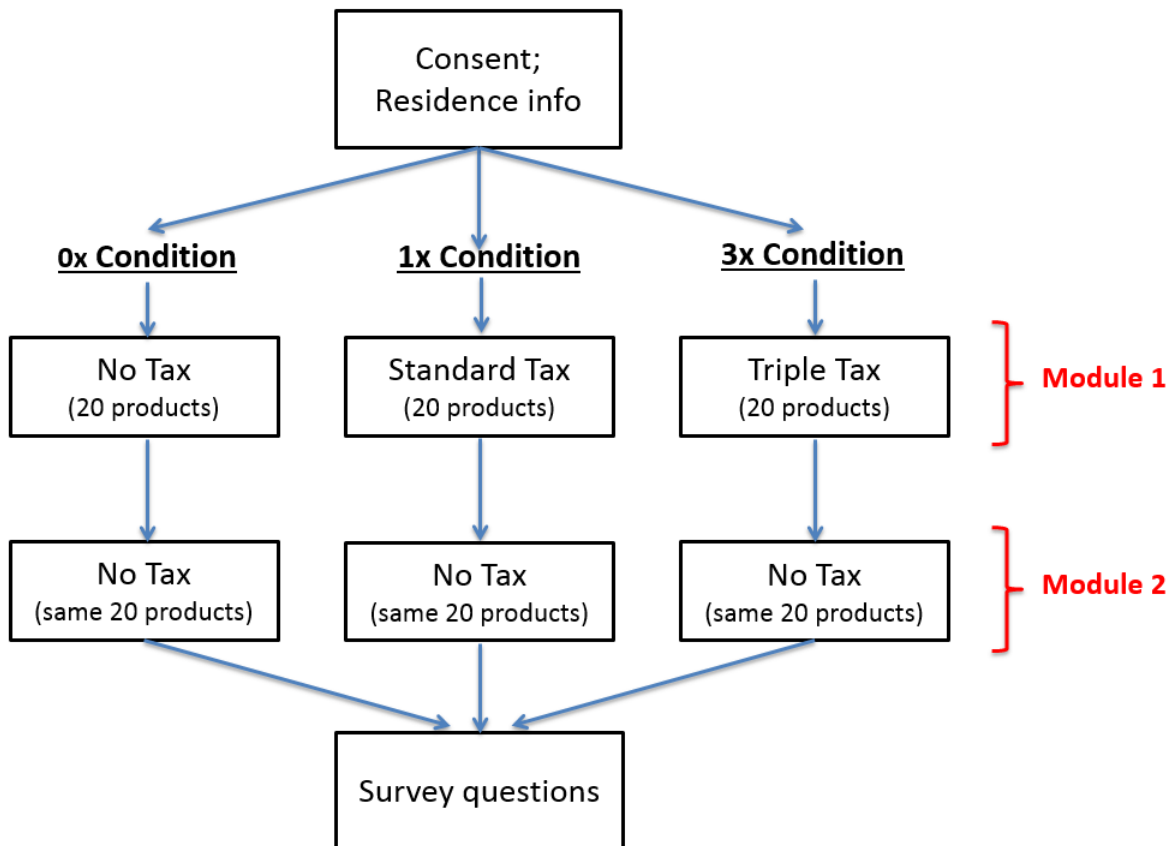 Consent;
Residence info
0x Condition
1x Condition
3x Condition
No Tax
(20 products)
Standard Tax
(20 products)
Triple Tax
(20 products)
Module 1
No Tax
(same 20 products)
No Tax
(same 20 products)
No Tax
(same 20 products)
Module 2
Survey questions